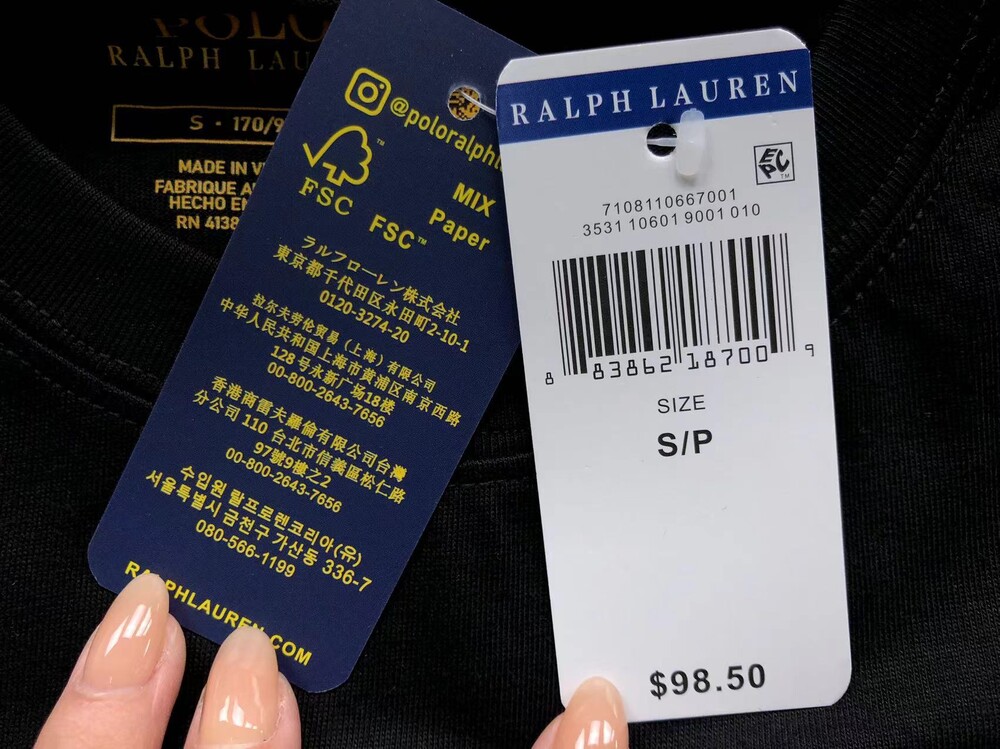 POLO
RALPH LAU
S · 170/9
MADE IN V
FABRIQUE A
HECHO EN
RN 4138
@poloralph
FSC
MIX
Paper
FSC™
ラルフローレン株式会社
東京都千代田区永田町2-10-1
0120-3274-20
拉尔夫劳伦贸易（上海）有限公司
中华人民共和国上海市黄浦区南京西路
128号永新广场18楼
00-800-2643-7656
香港商雷夫羅倫有限公司台灣
分公司 110 台北市信義區松仁路
97號9樓之2
00-800-2643-7656
수입원 랄프로렌코리아(유)
서울특별시 금천구 가산동 336-7
080-566-1199
RALPHLAUREN.COM
RALPH LAUREN
EPC™
7108110667001
3531 10601 9001 010
8 83862 18700 9
SIZE
S/P
$98.50